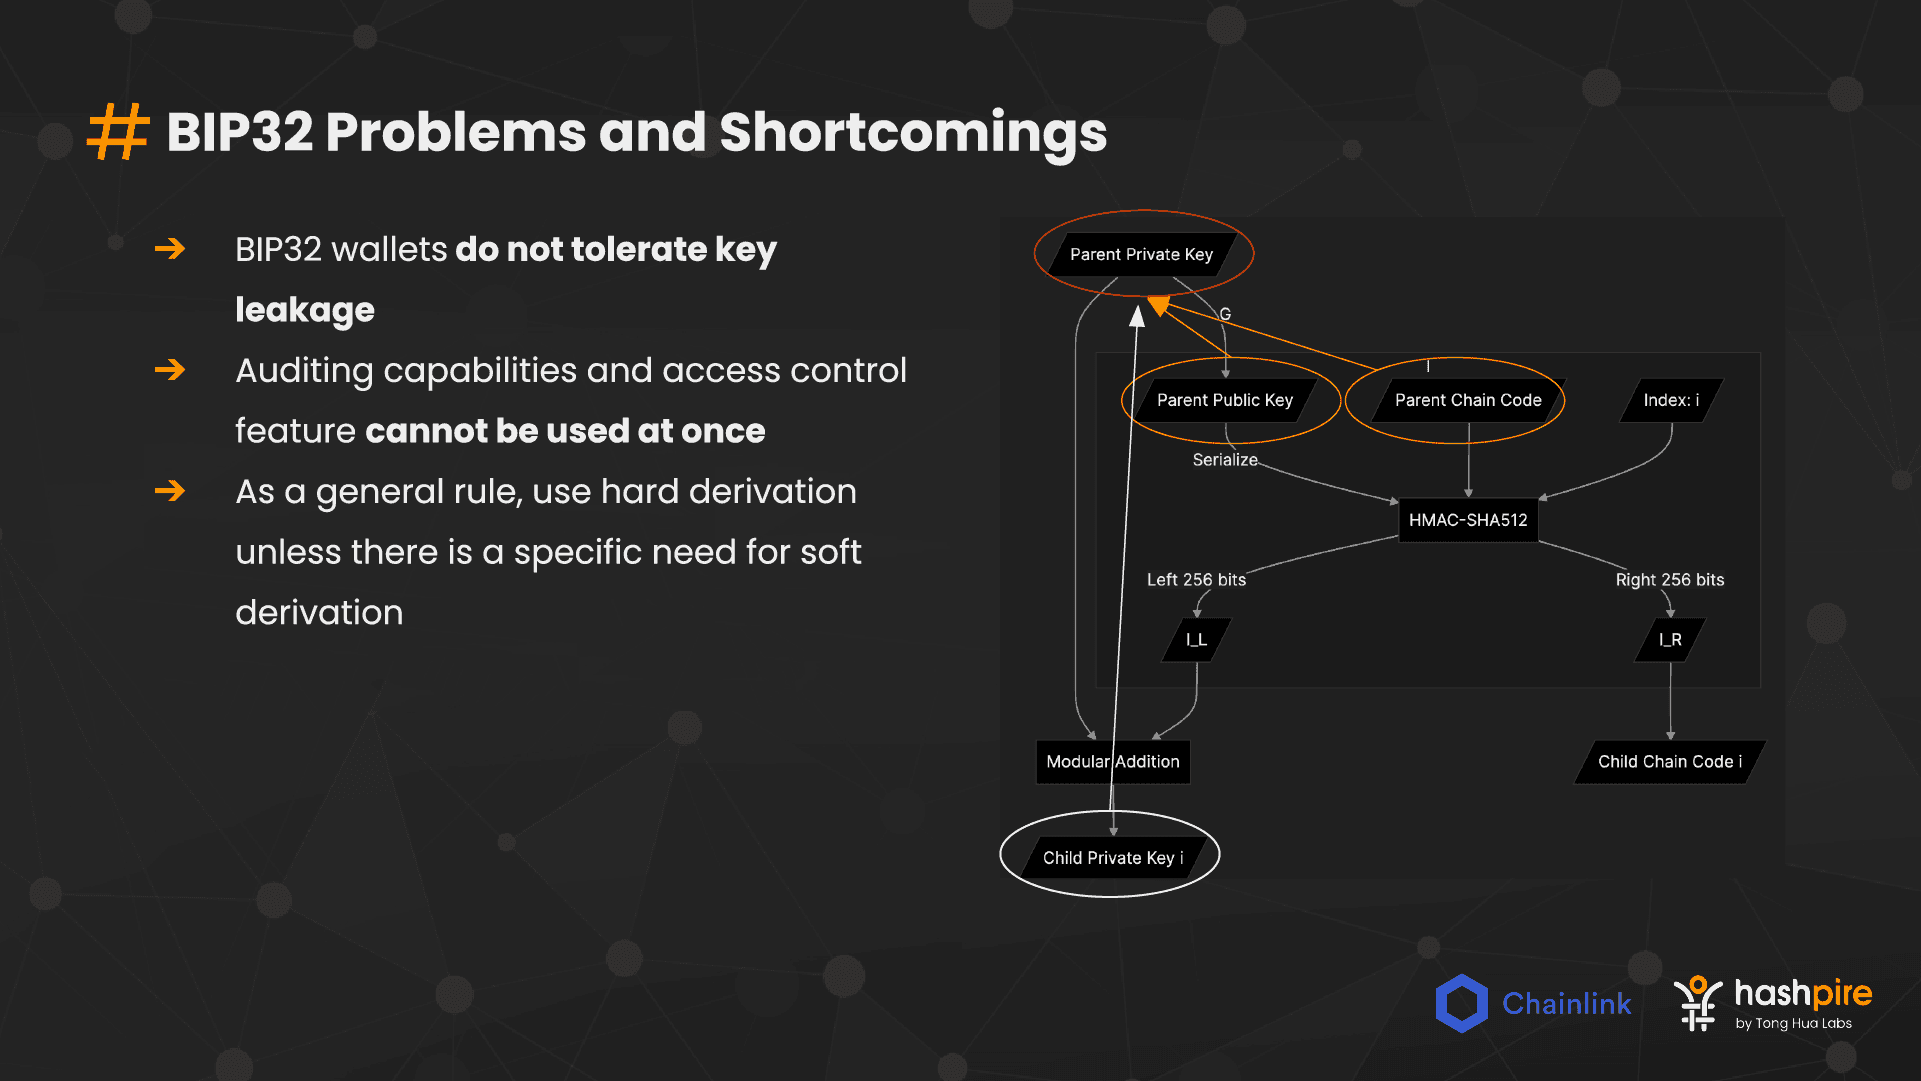 # BIP32 Problems and Shortcomings
➔ BIP32 wallets do not tolerate key
leakage
➔ Auditing capabilities and access control
feature cannot be used at once
➔ As a general rule, use hard derivation
unless there is a specific need for soft
derivation
Parent Private Key
G
I
Parent Public Key
Parent Chain Code
Index: i
Serialize
HMAC-SHA512
Left 256 bits
Right 256 bits
I_L
I_R
Modular Addition
Child Chain Code i
Child Private Key i
Chainlink
hashpire
by Tong Hua Labs